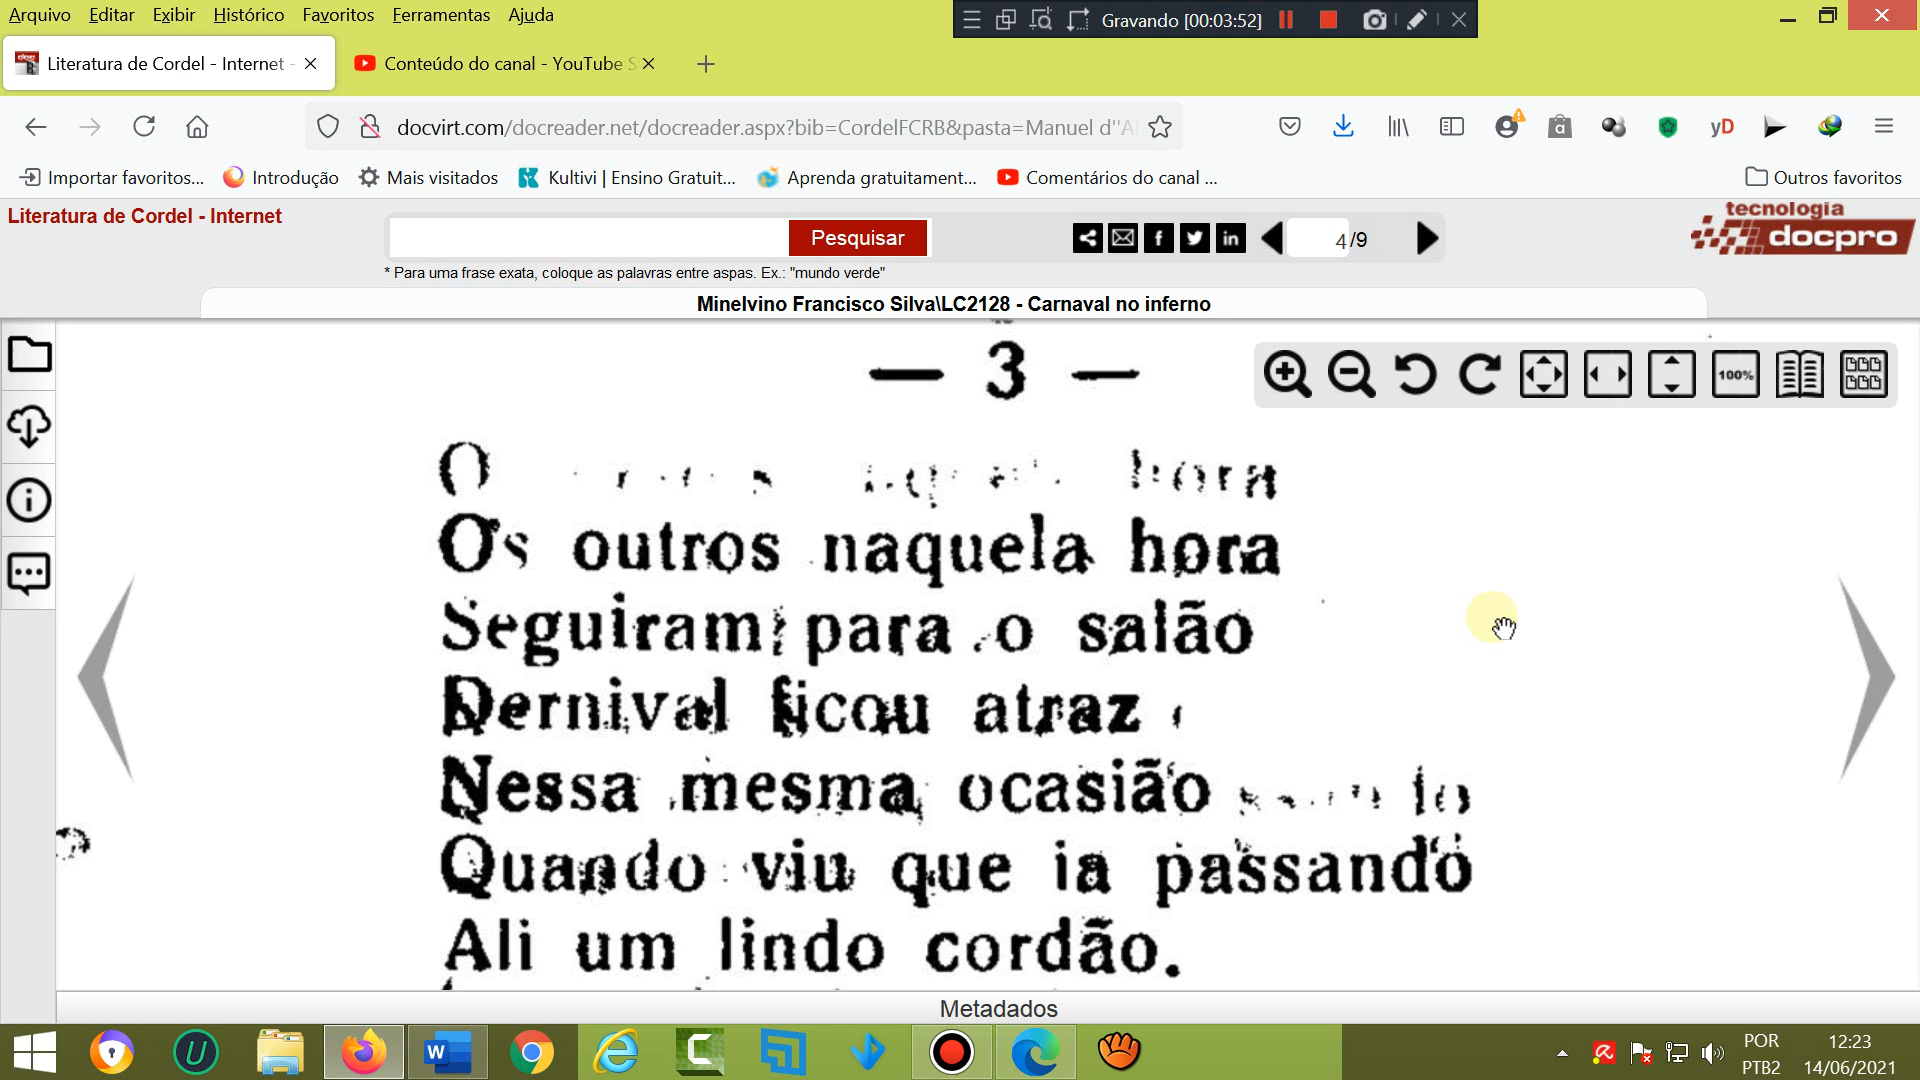 Arquivo Editar Exibir Histórico Favoritos Ferramentas Ajuda
Gravando [00:03:52]
Literatura de Cordel - Internet -
Conteúdo do canal - YouTube S
docvirt.com/docreader.net/docreader.aspx?bib=CordelFCRB&pasta=Manuel d''A
yD
Importar favoritos... Introdução Mais visitados Kultivi | Ensino Gratuit... Aprenda gratuitament... Comentários do canal ... Outros favoritos
Literatura de Cordel - Internet
Pesquisar
4 /9
tecnologia
docpro
* Para uma frase exata, coloque as palavras entre aspas. Ex.: "mundo verde"
Minelvino Francisco Silva\LC2128 - Carnaval no inferno
— 3 —
100%
hora
Os outros naquela hora
Seguiram para o salão
Dernival ficou atraz
Nessa mesma ocasião
Quando viu que ia passando
Ali um lindo cordão.
Metadados
POR
PTB2
12:23
14/06/2021